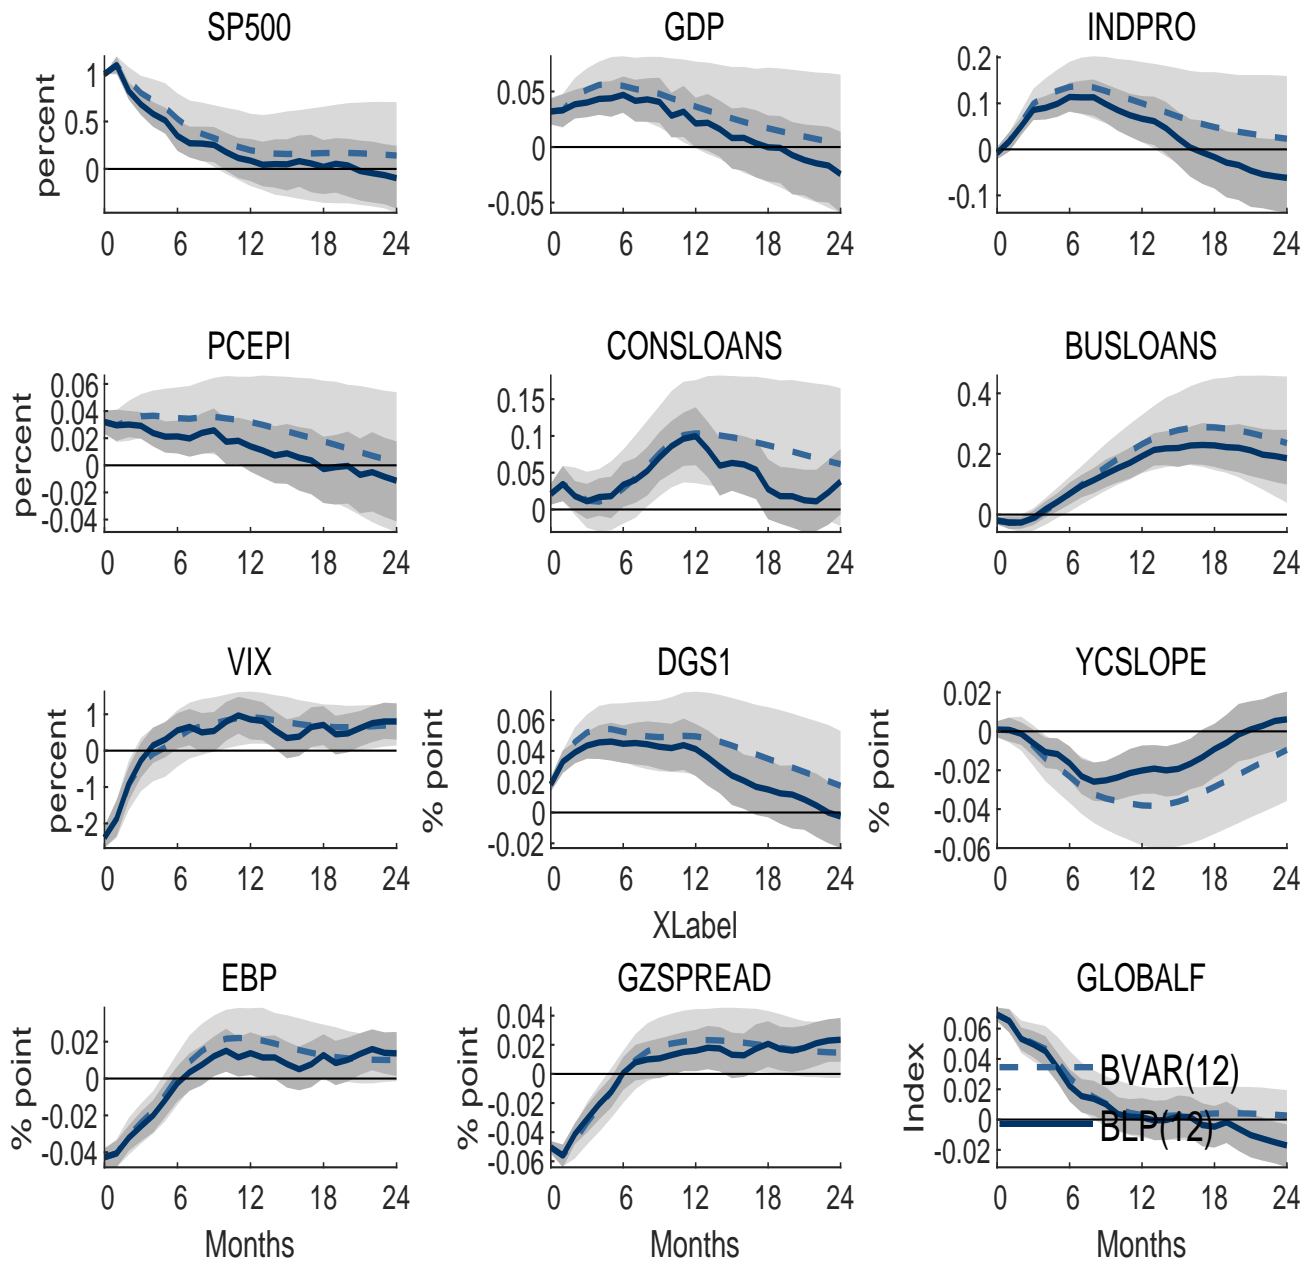 SP500
percent
1
0.5
0
0 6 12 18 24
GDP
0.05
0
-0.05
0 6 12 18 24
INDPRO
0.2
0.1
0
-0.1
0 6 12 18 24
PCEPI
percent
0.06
0.04
0.02
0
-0.02
-0.04
0 6 12 18 24
CONSLOANS
0.15
0.1
0.05
0
0 6 12 18 24
BUSLOANS
0.4
0.2
0
0 6 12 18 24
VIX
percent
1
0
-1
-2
0 6 12 18 24
DGS1
% point
0.06
0.04
0.02
0
-0.02
0 6 12 18 24
XLabel
YCSLOPE
% point
0.02
0
-0.02
-0.04
-0.06
0 6 12 18 24
EBP
% point
0.02
0
-0.02
-0.04
0 6 12 18 24
Months
GZSPREAD
% point
0.04
0.02
0
-0.02
-0.04
-0.06
0 6 12 18 24
Months
GLOBALF
Index
0.06
0.04
0.02
0
-0.02
BVAR(12)
BLP(12)
0 6 12 18 24
Months